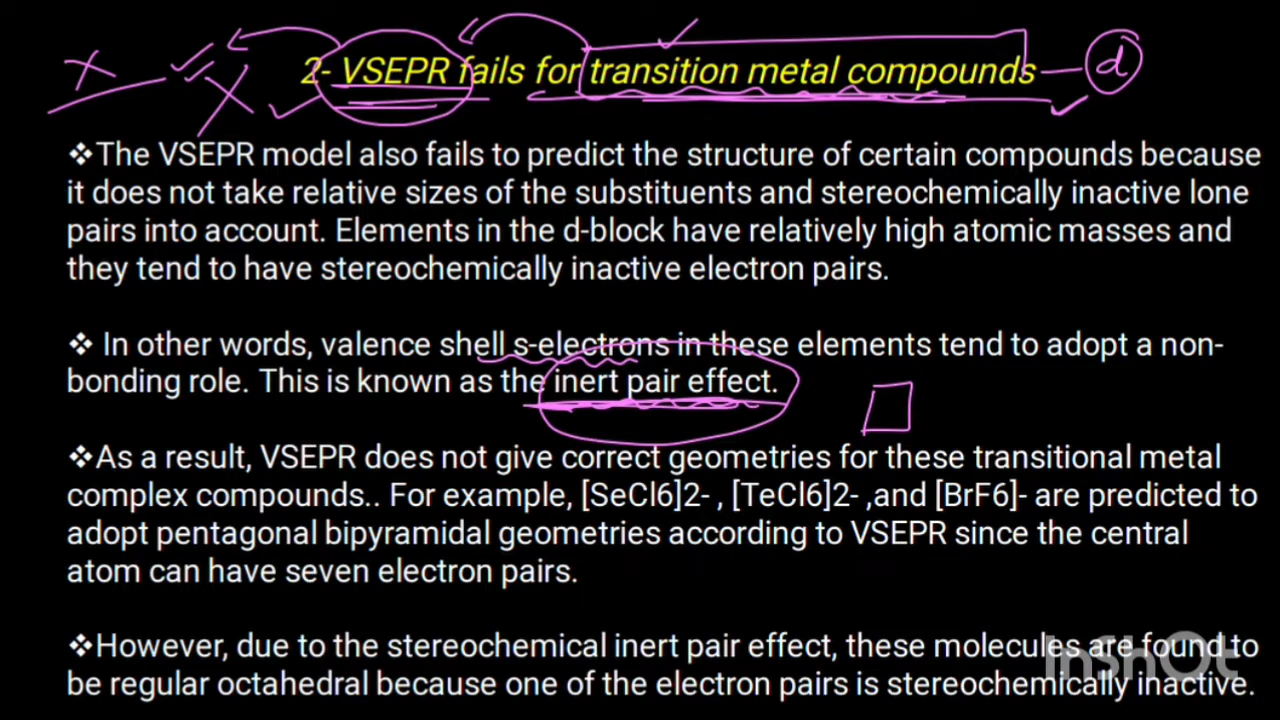 2- VSEPR fails for transition metal compounds
d
❖The VSEPR model also fails to predict the structure of certain compounds because
it does not take relative sizes of the substituents and stereochemically inactive lone
pairs into account. Elements in the d-block have relatively high atomic masses and
they tend to have stereochemically inactive electron pairs.
❖ In other words, valence shell s-electrons in these elements tend to adopt a non-
bonding role. This is known as the inert pair effect.
❖As a result, VSEPR does not give correct geometries for these transitional metal
complex compounds.. For example, [SeCl6]2- , [TeCl6]2- ,and [BrF6]- are predicted to
adopt pentagonal bipyramidal geometries according to VSEPR since the central
atom can have seven electron pairs.
❖However, due to the stereochemical inert pair effect, these molecules are found to
be regular octahedral because one of the electron pairs is stereochemically inactive.
InShOt